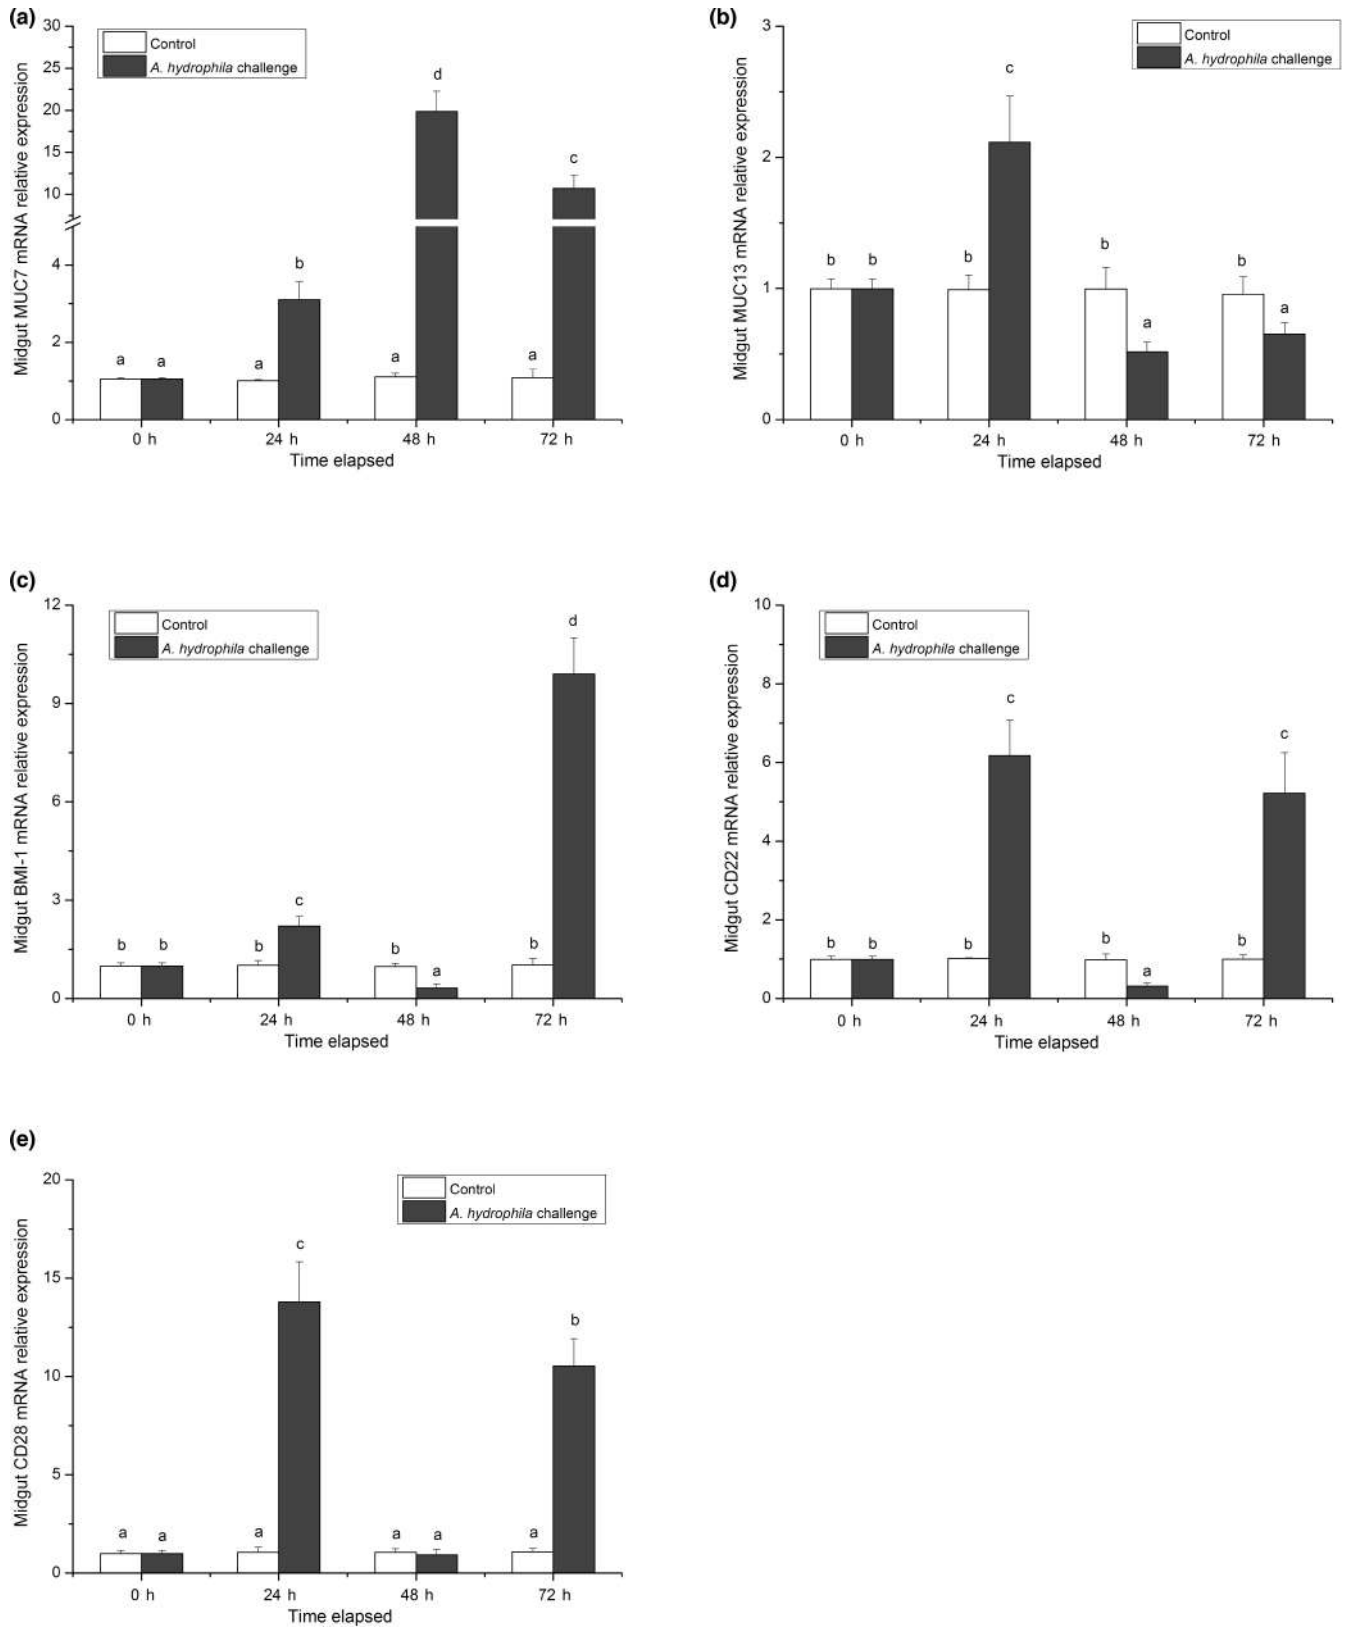 (a)
Midgut MUC7 mRNA relative expression
30
25
20
15
10
4
2
0
Control
A. hydrophila challenge
a a a b a d a c
0 h 24 h 48 h 72 h
Time elapsed
(b)
Midgut MUC13 mRNA relative expression
3
2
1
0
Control
A. hydrophila challenge
b b b c b a b a
0 h 24 h 48 h 72 h
Time elapsed
(c)
Midgut BMI-1 mRNA relative expression
12
9
6
3
0
Control
A. hydrophila challenge
b b b c b a b d
0 h 24 h 48 h 72 h
Time elapsed
(d)
Midgut CD22 mRNA relative expression
10
8
6
4
2
0
Control
A. hydrophila challenge
b b b c b a b c
0 h 24 h 48 h 72 h
Time elapsed
(e)
Midgut CD28 mRNA relative expression
20
15
10
5
0
Control
A. hydrophila challenge
a a a c a a a b
0 h 24 h 48 h 72 h
Time elapsed